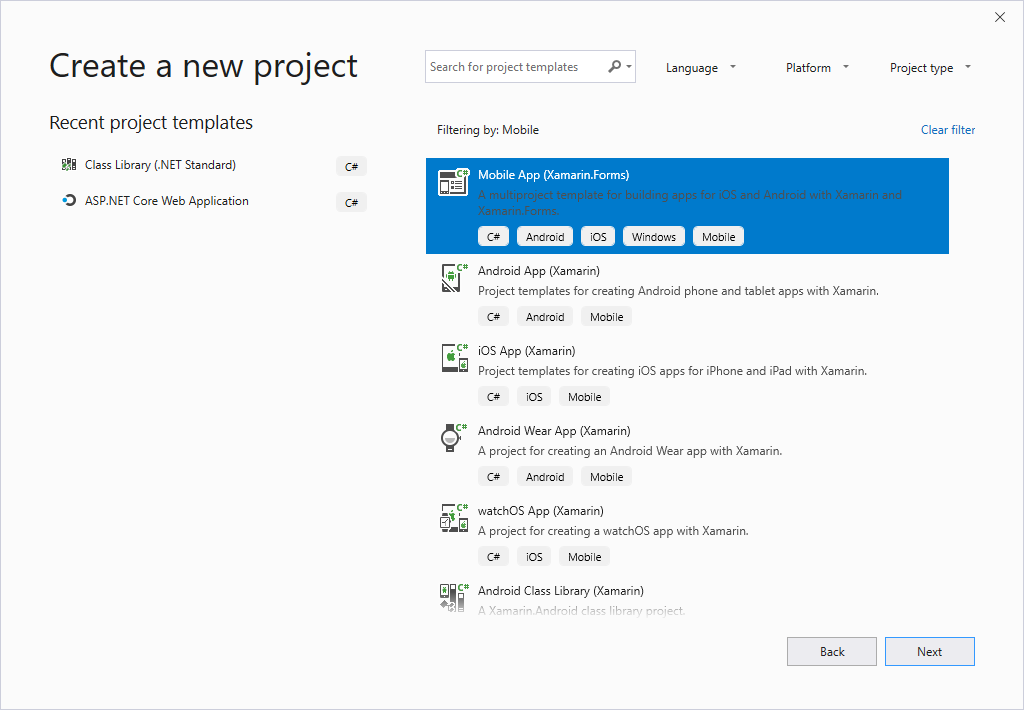 Create a new project
Search for project templates
Language
Platform
Project type
Recent project templates
Class Library (.NET Standard)
C#
ASP.NET Core Web Application
C#
Filtering by: Mobile
Clear filter
Mobile App (Xamarin.Forms)
A multiproject template for building apps for iOS and Android with Xamarin and
Xamarin.Forms.
C# Android iOS Windows Mobile
Android App (Xamarin)
Project templates for creating Android phone and tablet apps with Xamarin.
C# Android Mobile
iOS App (Xamarin)
Project templates for creating iOS apps for iPhone and iPad with Xamarin.
C# iOS Mobile
Android Wear App (Xamarin)
A project for creating an Android Wear app with Xamarin.
C# Android Mobile
watchOS App (Xamarin)
A project for creating a watchOS app with Xamarin.
C# iOS Mobile
Android Class Library (Xamarin)
A Xamarin.Android class library project.
Back
Next